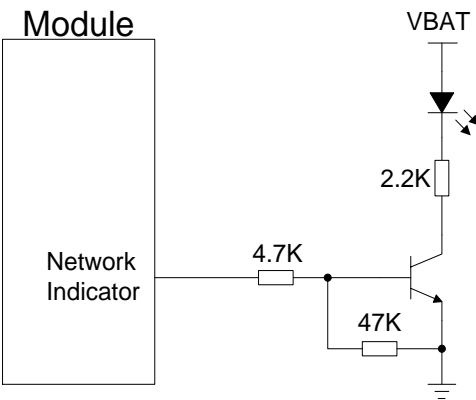 Module
VBAT
2.2K
4.7K
Network
Indicator
47K